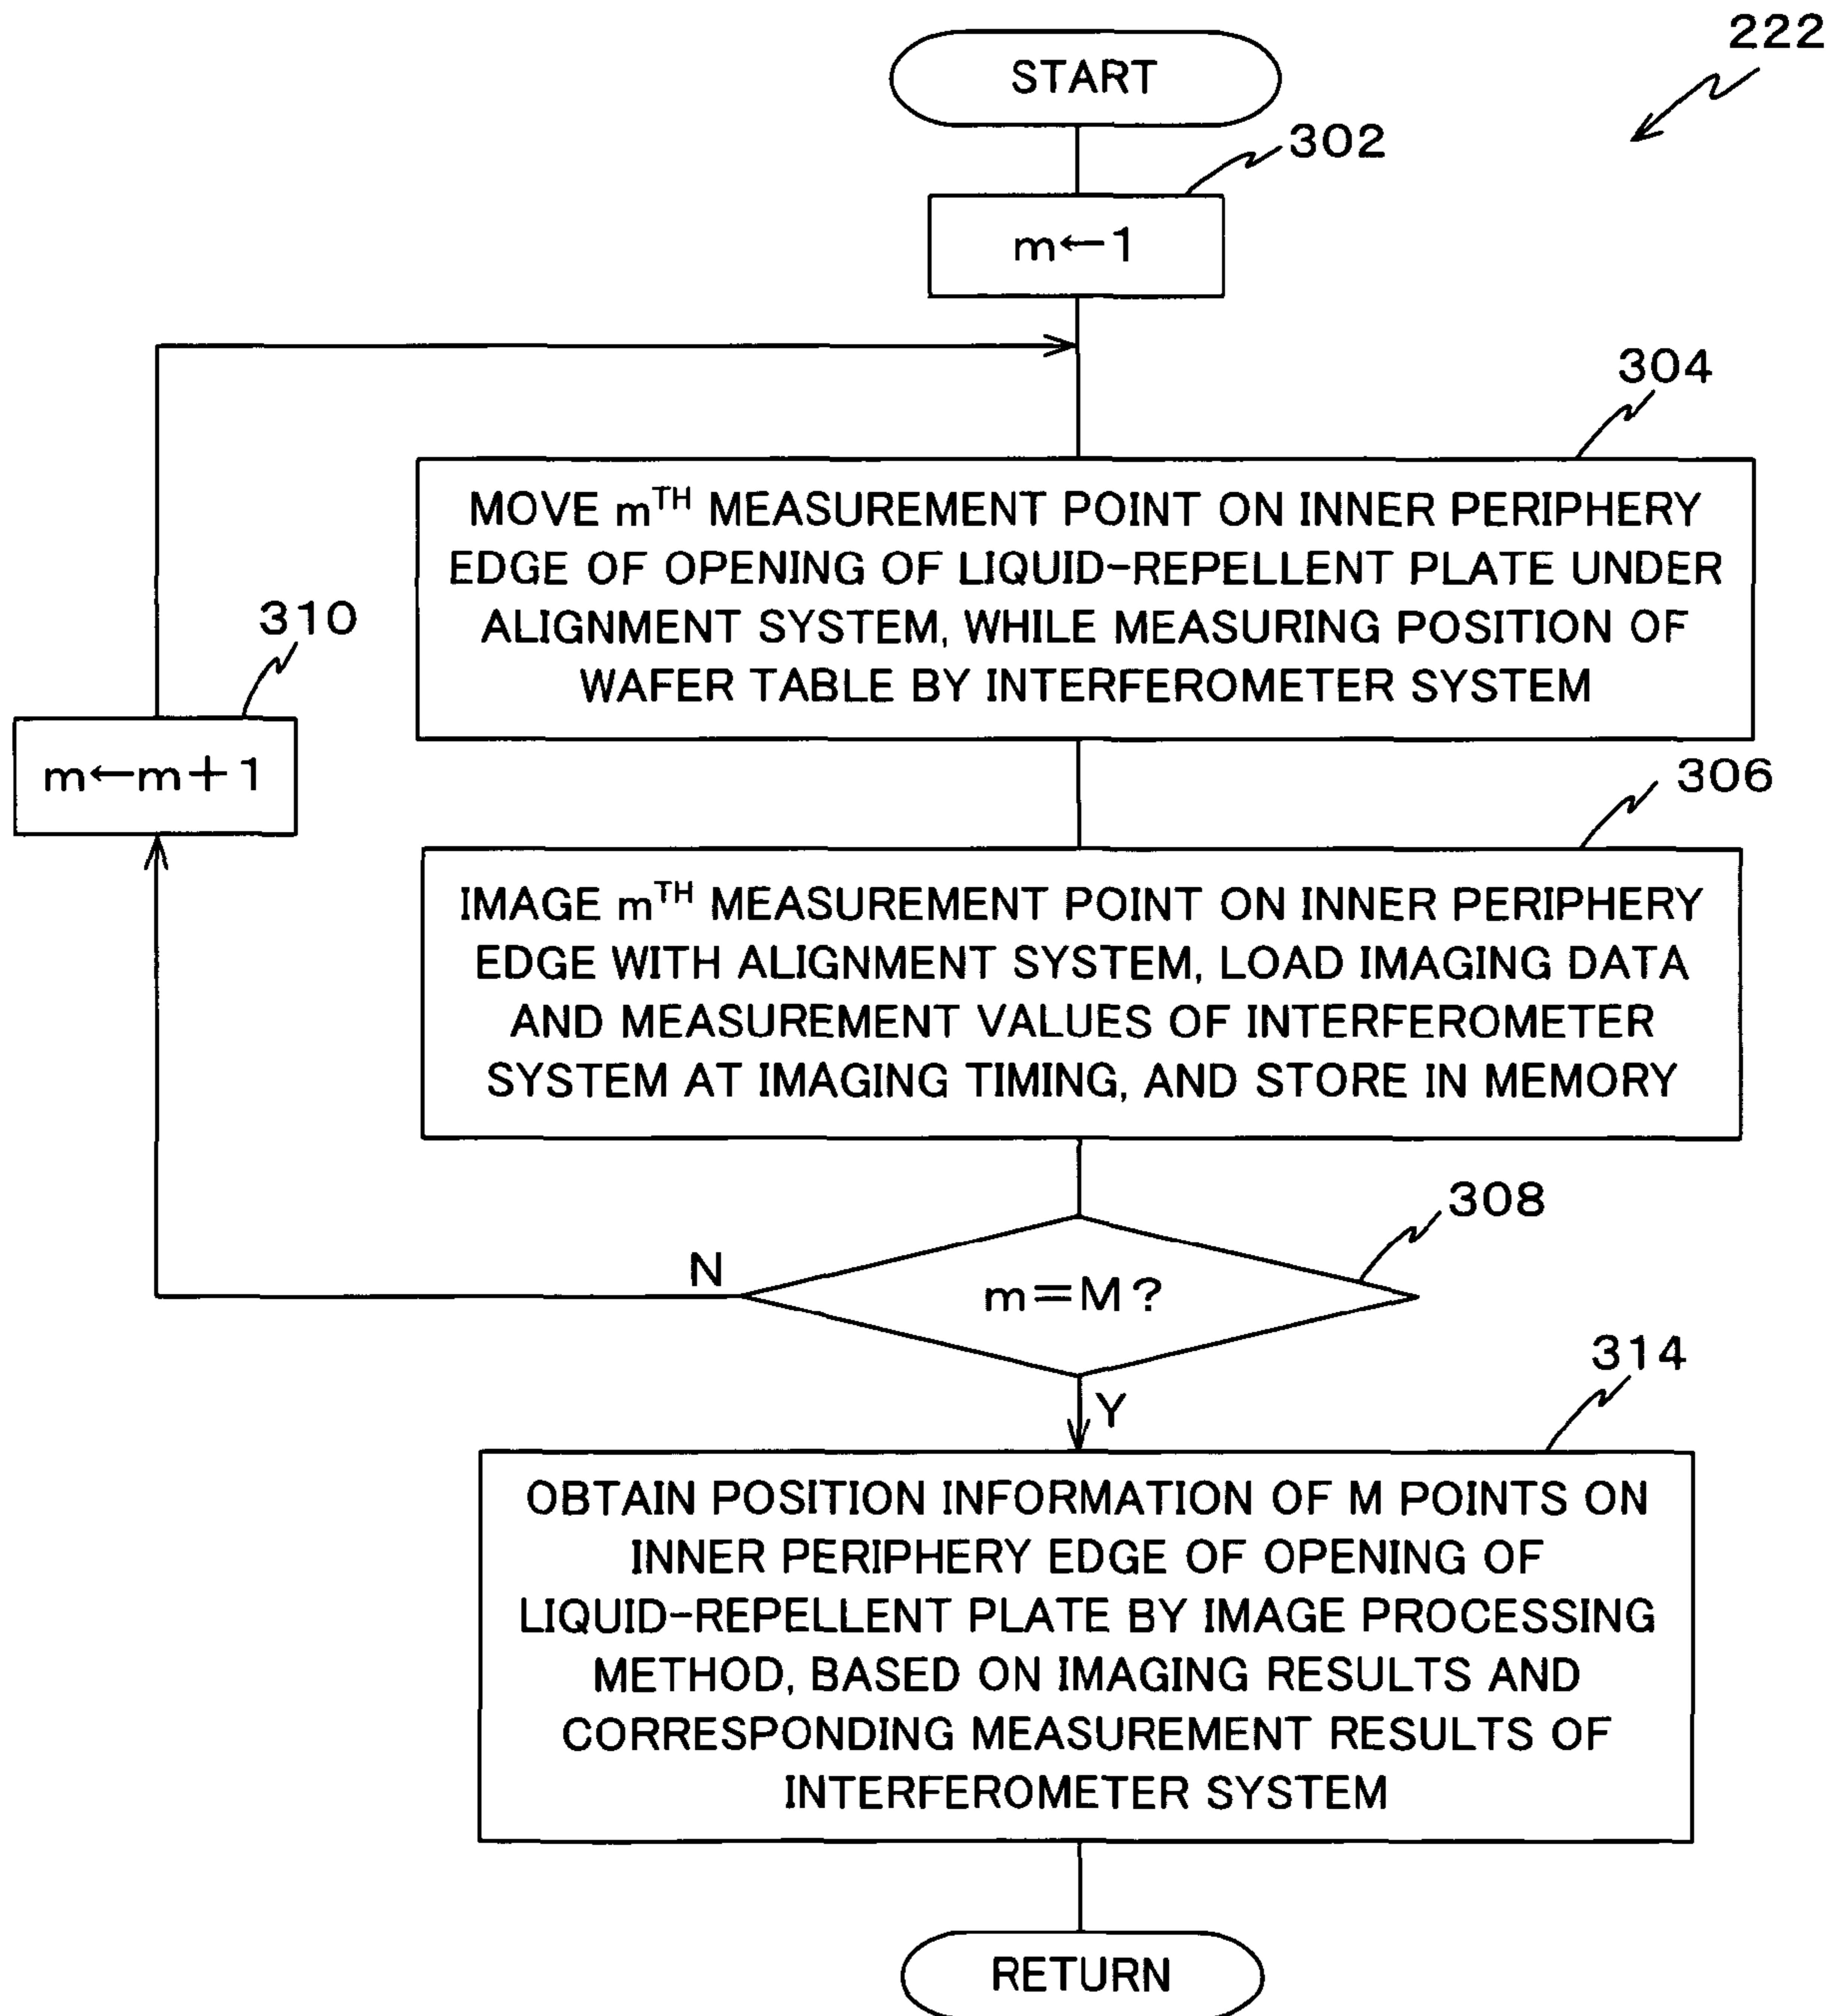 222
START
302
m←1
304
MOVE mTH MEASUREMENT POINT ON INNER PERIPHERY
EDGE OF OPENING OF LIQUID-REPELLENT PLATE UNDER
ALIGNMENT SYSTEM, WHILE MEASURING POSITION OF
WAFER TABLE BY INTERFEROMETER SYSTEM
310
m←m+1
306
IMAGE mTH MEASUREMENT POINT ON INNER PERIPHERY
EDGE WITH ALIGNMENT SYSTEM, LOAD IMAGING DATA
AND MEASUREMENT VALUES OF INTERFEROMETER
SYSTEM AT IMAGING TIMING, AND STORE IN MEMORY
308
N
m=M?
Y
314
OBTAIN POSITION INFORMATION OF M POINTS ON
INNER PERIPHERY EDGE OF OPENING OF
LIQUID-REPELLENT PLATE BY IMAGE PROCESSING
METHOD, BASED ON IMAGING RESULTS AND
CORRESPONDING MEASUREMENT RESULTS OF
INTERFEROMETER SYSTEM
RETURN